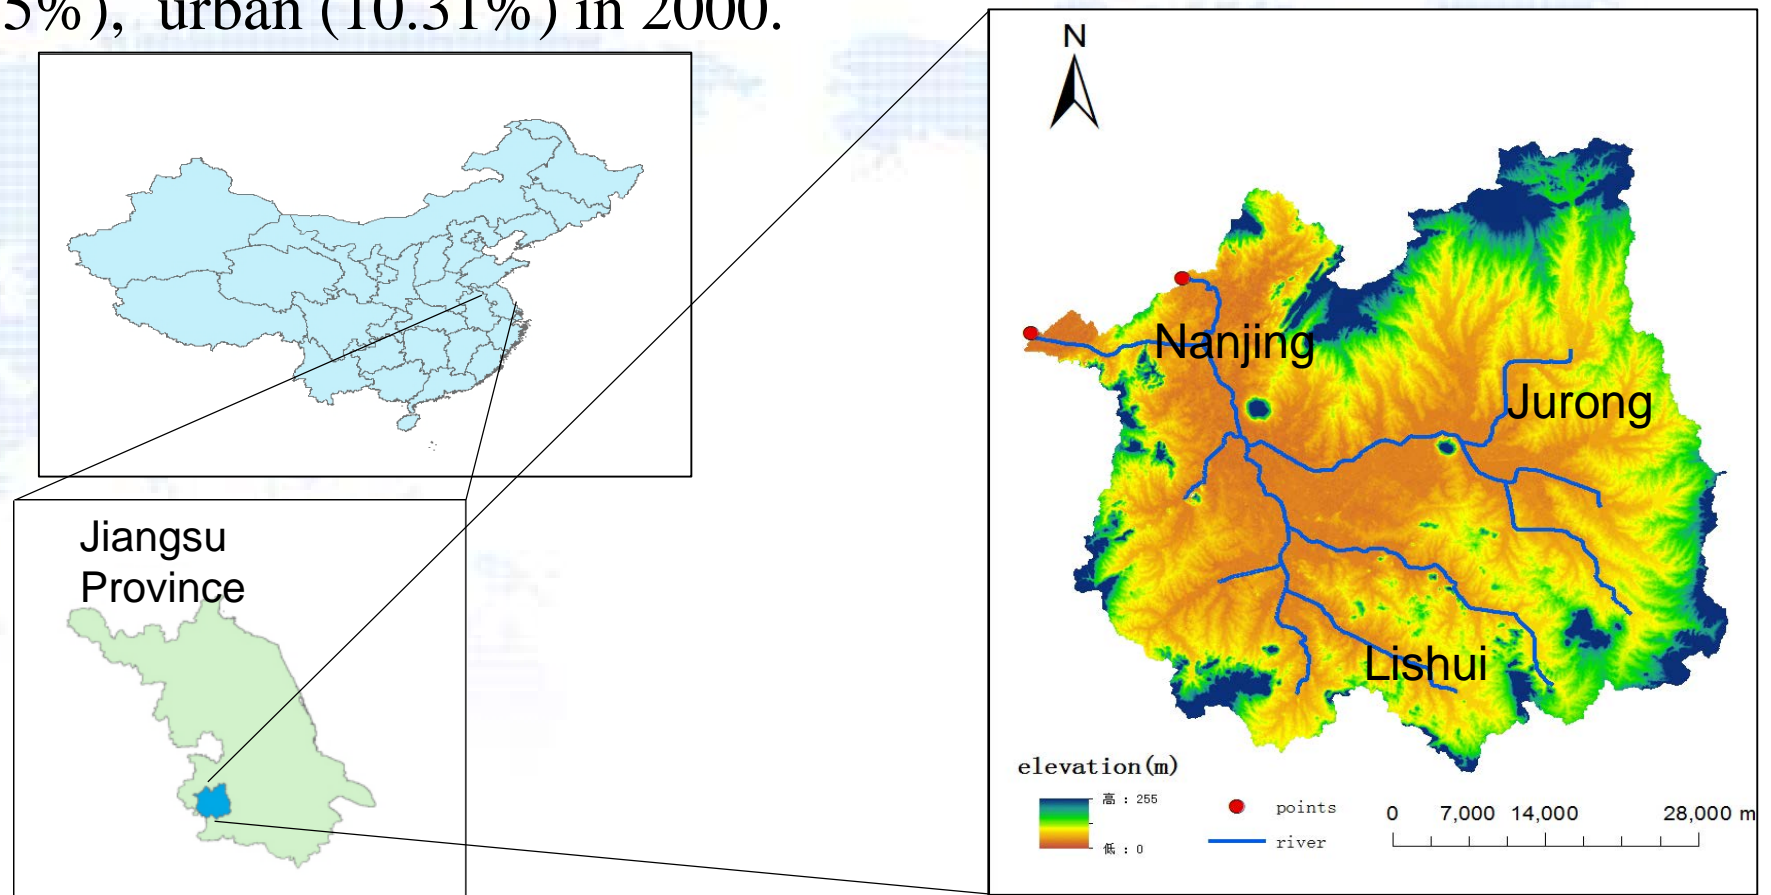 5%), urban (10.31%) in 2000.
N
Nanjing
Jurong
Lishui
Jiangsu
Province
elevation(m)
高 : 255
低 : 0
points
river
0 7,000 14,000 28,000 m